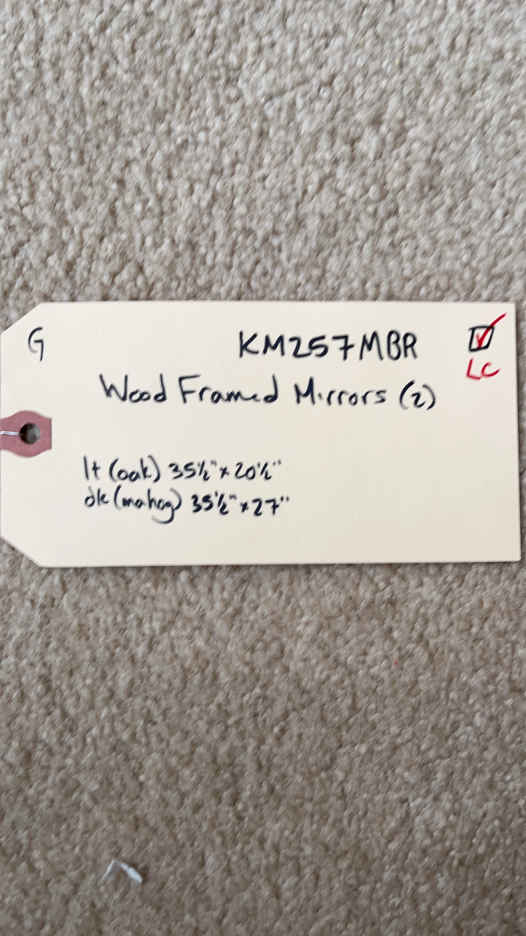 G KM257MBR ☑
LC
Wood Framed Mirrors (2)
lt (oak) 35½" x 20½"
dk (mahog) 35½" x 27"